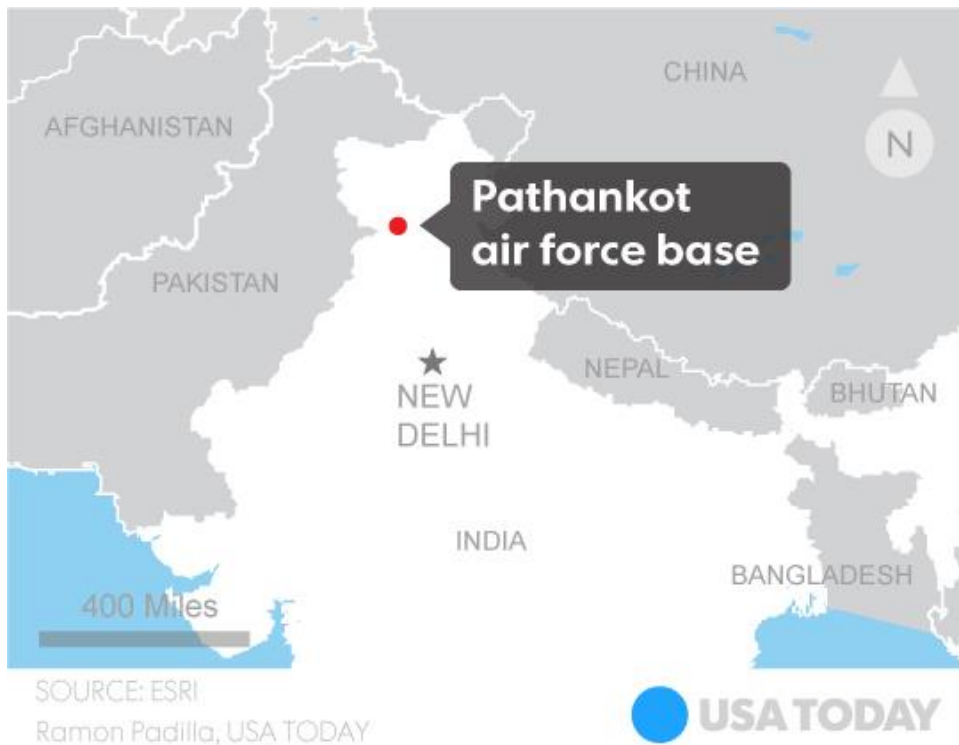 CHINA
AFGHANISTAN
N
Pathankot
air force base
PAKISTAN
NEPAL
BHUTAN
NEW
DELHI
INDIA
BANGLADESH
400 Miles
SOURCE: ESRI
Ramon Padilla, USA TODAY
USA TODAY